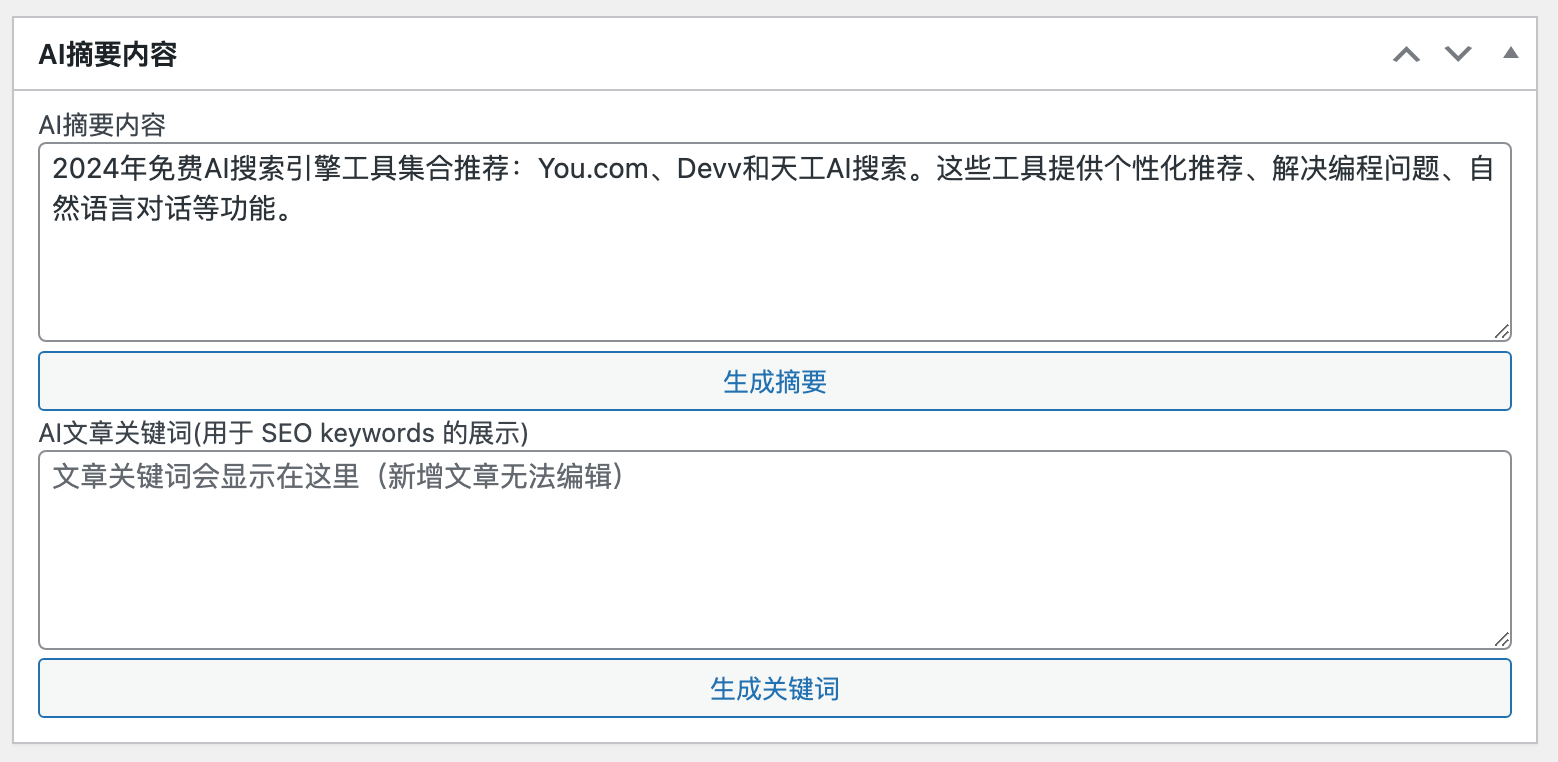 AI摘要内容
AI摘要内容
2024年免费AI搜索引擎工具集合推荐：You.com、Devv和天工AI搜索。这些工具提供个性化推荐、解决编程问题、自
然语言对话等功能。
生成摘要
AI文章关键词(用于 SEO keywords 的展示)
文章关键词会显示在这里（新增文章无法编辑）
生成关键词